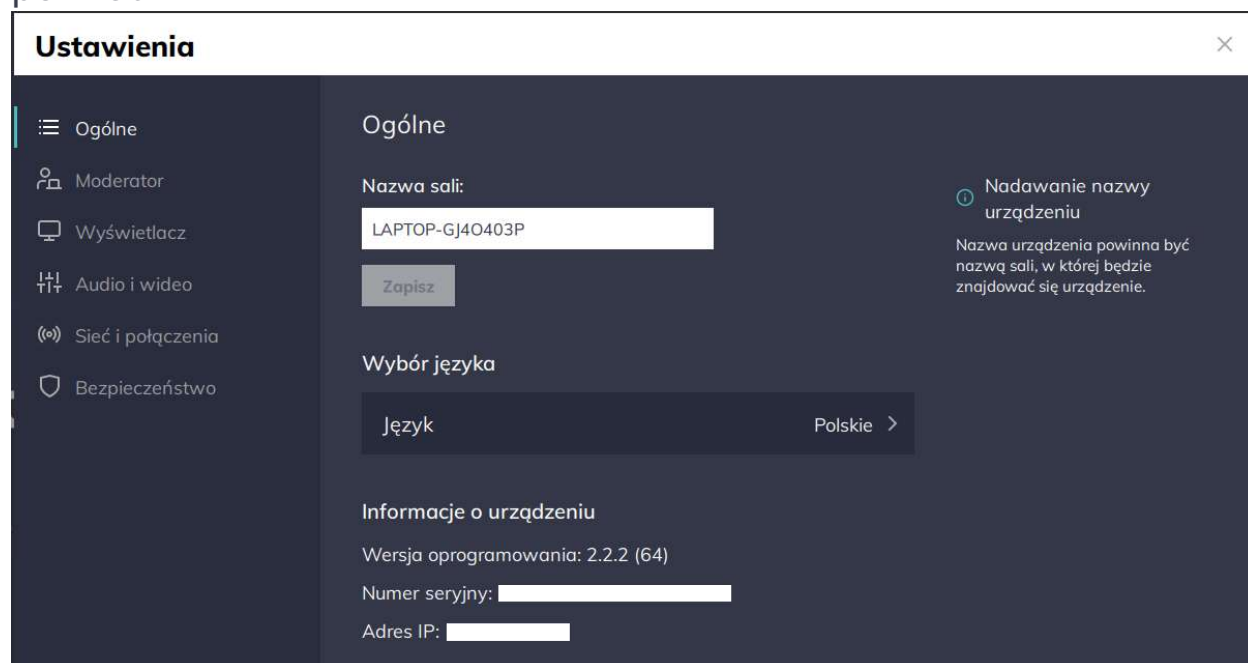 Ustawienia
Ogólne
Moderator
Wyświetlacz
Audio i wideo
Sieć i połączenia
Bezpieczeństwo
Ogólne
Nazwa sali:
LAPTOP-GJ4O403P
Zapisz
Nadawanie nazwy
urządzeniu
Nazwa urządzenia powinna być
nazwą sali, w której będzie
znajdować się urządzenie.
Wybór języka
Język Polskie
Informacje o urządzeniu
Wersja oprogramowania: 2.2.2 (64)
Numer seryjny:
Adres IP: